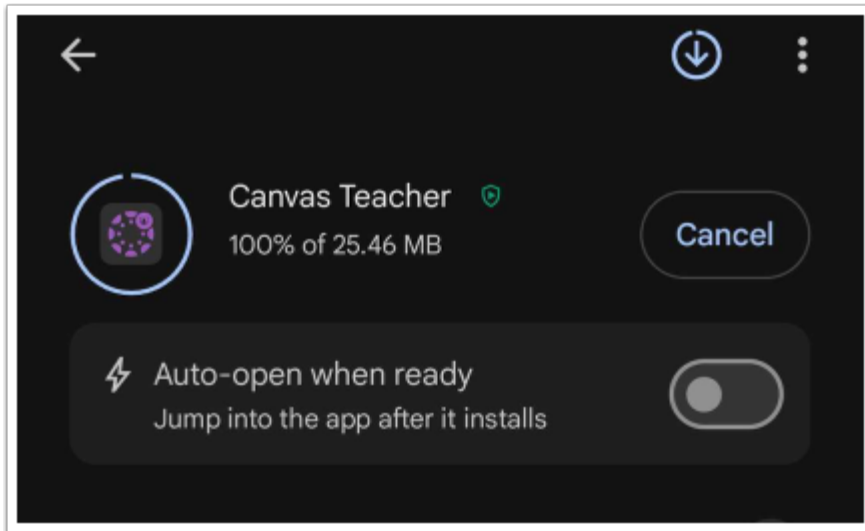 Canvas Teacher
100% of 25.46 MB
Cancel
Auto-open when ready
Jump into the app after it installs